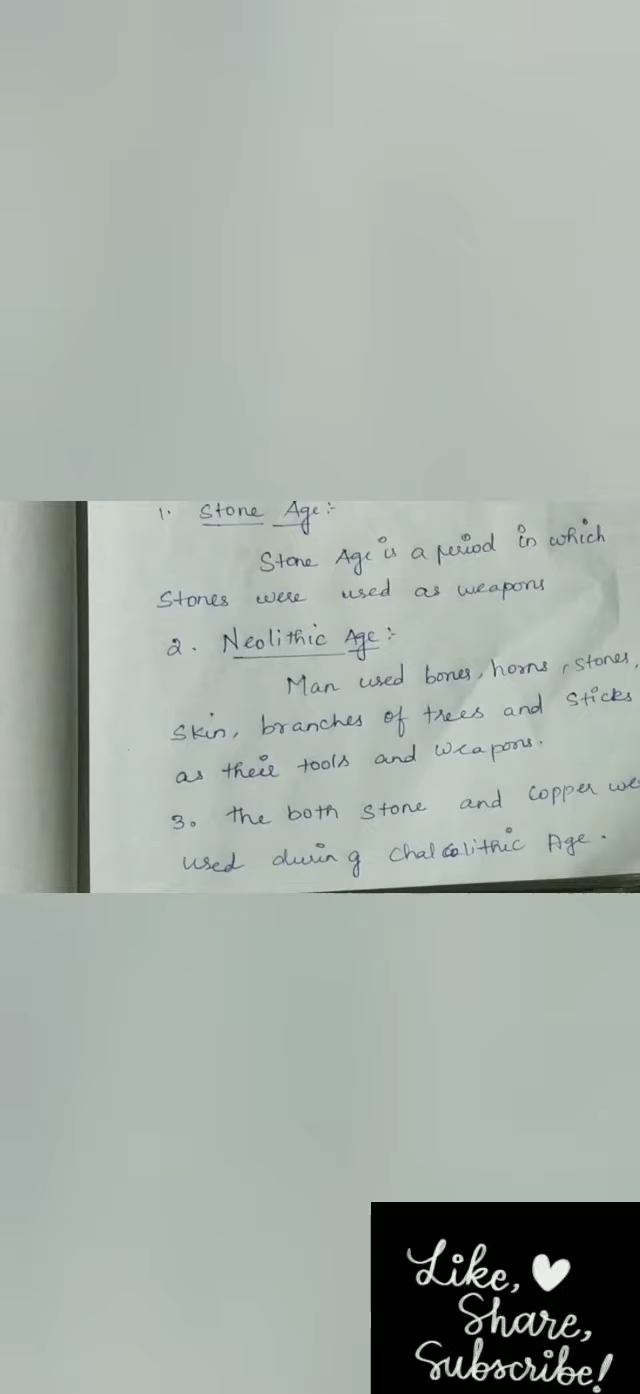 1. Stone Age :-
Stone Age is a period in which
Stones were used as weapons
2. Neolithic Age :-
Man used bones, horns, stones,
Skin, branches of trees and sticks
as their tools and weapons.
3. the both stone and copper we
used during Chalcolithic Age.
Like, ♥
Share,
Subscribe!